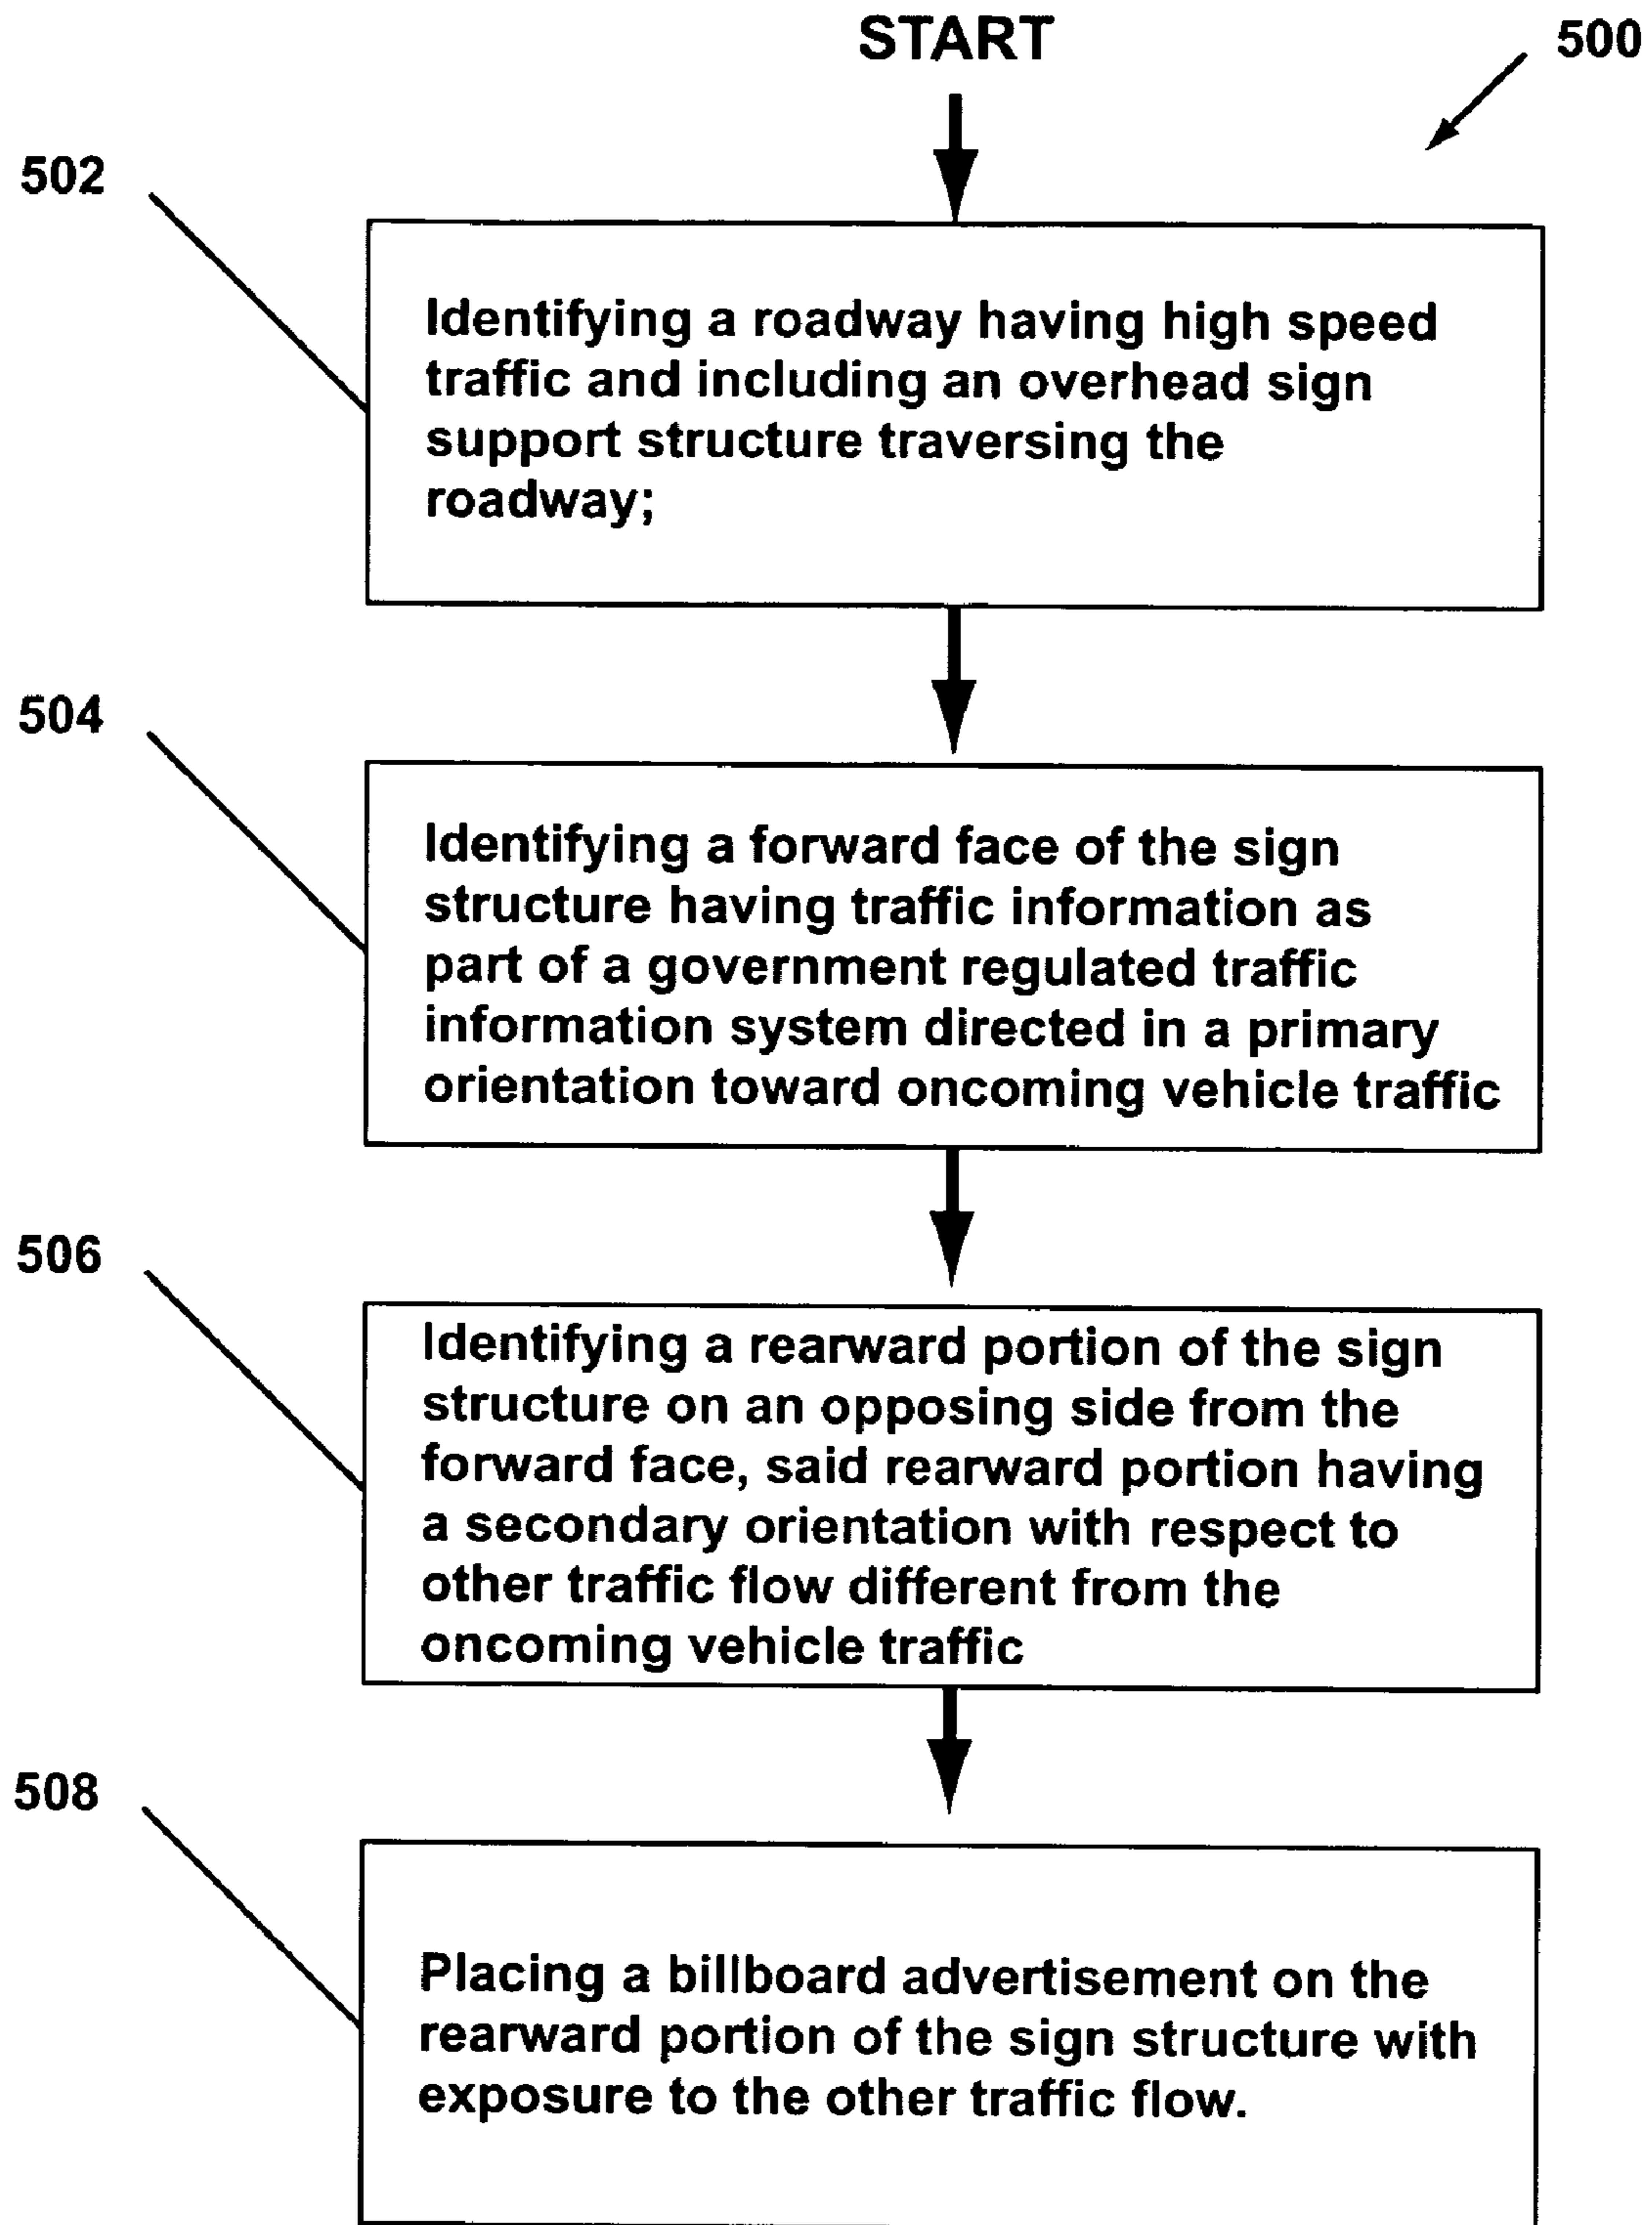 START
500
502
Identifying a roadway having high speed
traffic and including an overhead sign
support structure traversing the
roadway;
504
Identifying a forward face of the sign
structure having traffic information as
part of a government regulated traffic
information system directed in a primary
orientation toward oncoming vehicle traffic
506
Identifying a rearward portion of the sign
structure on an opposing side from the
forward face, said rearward portion having
a secondary orientation with respect to
other traffic flow different from the
oncoming vehicle traffic
508
Placing a billboard advertisement on the
rearward portion of the sign structure with
exposure to the other traffic flow.